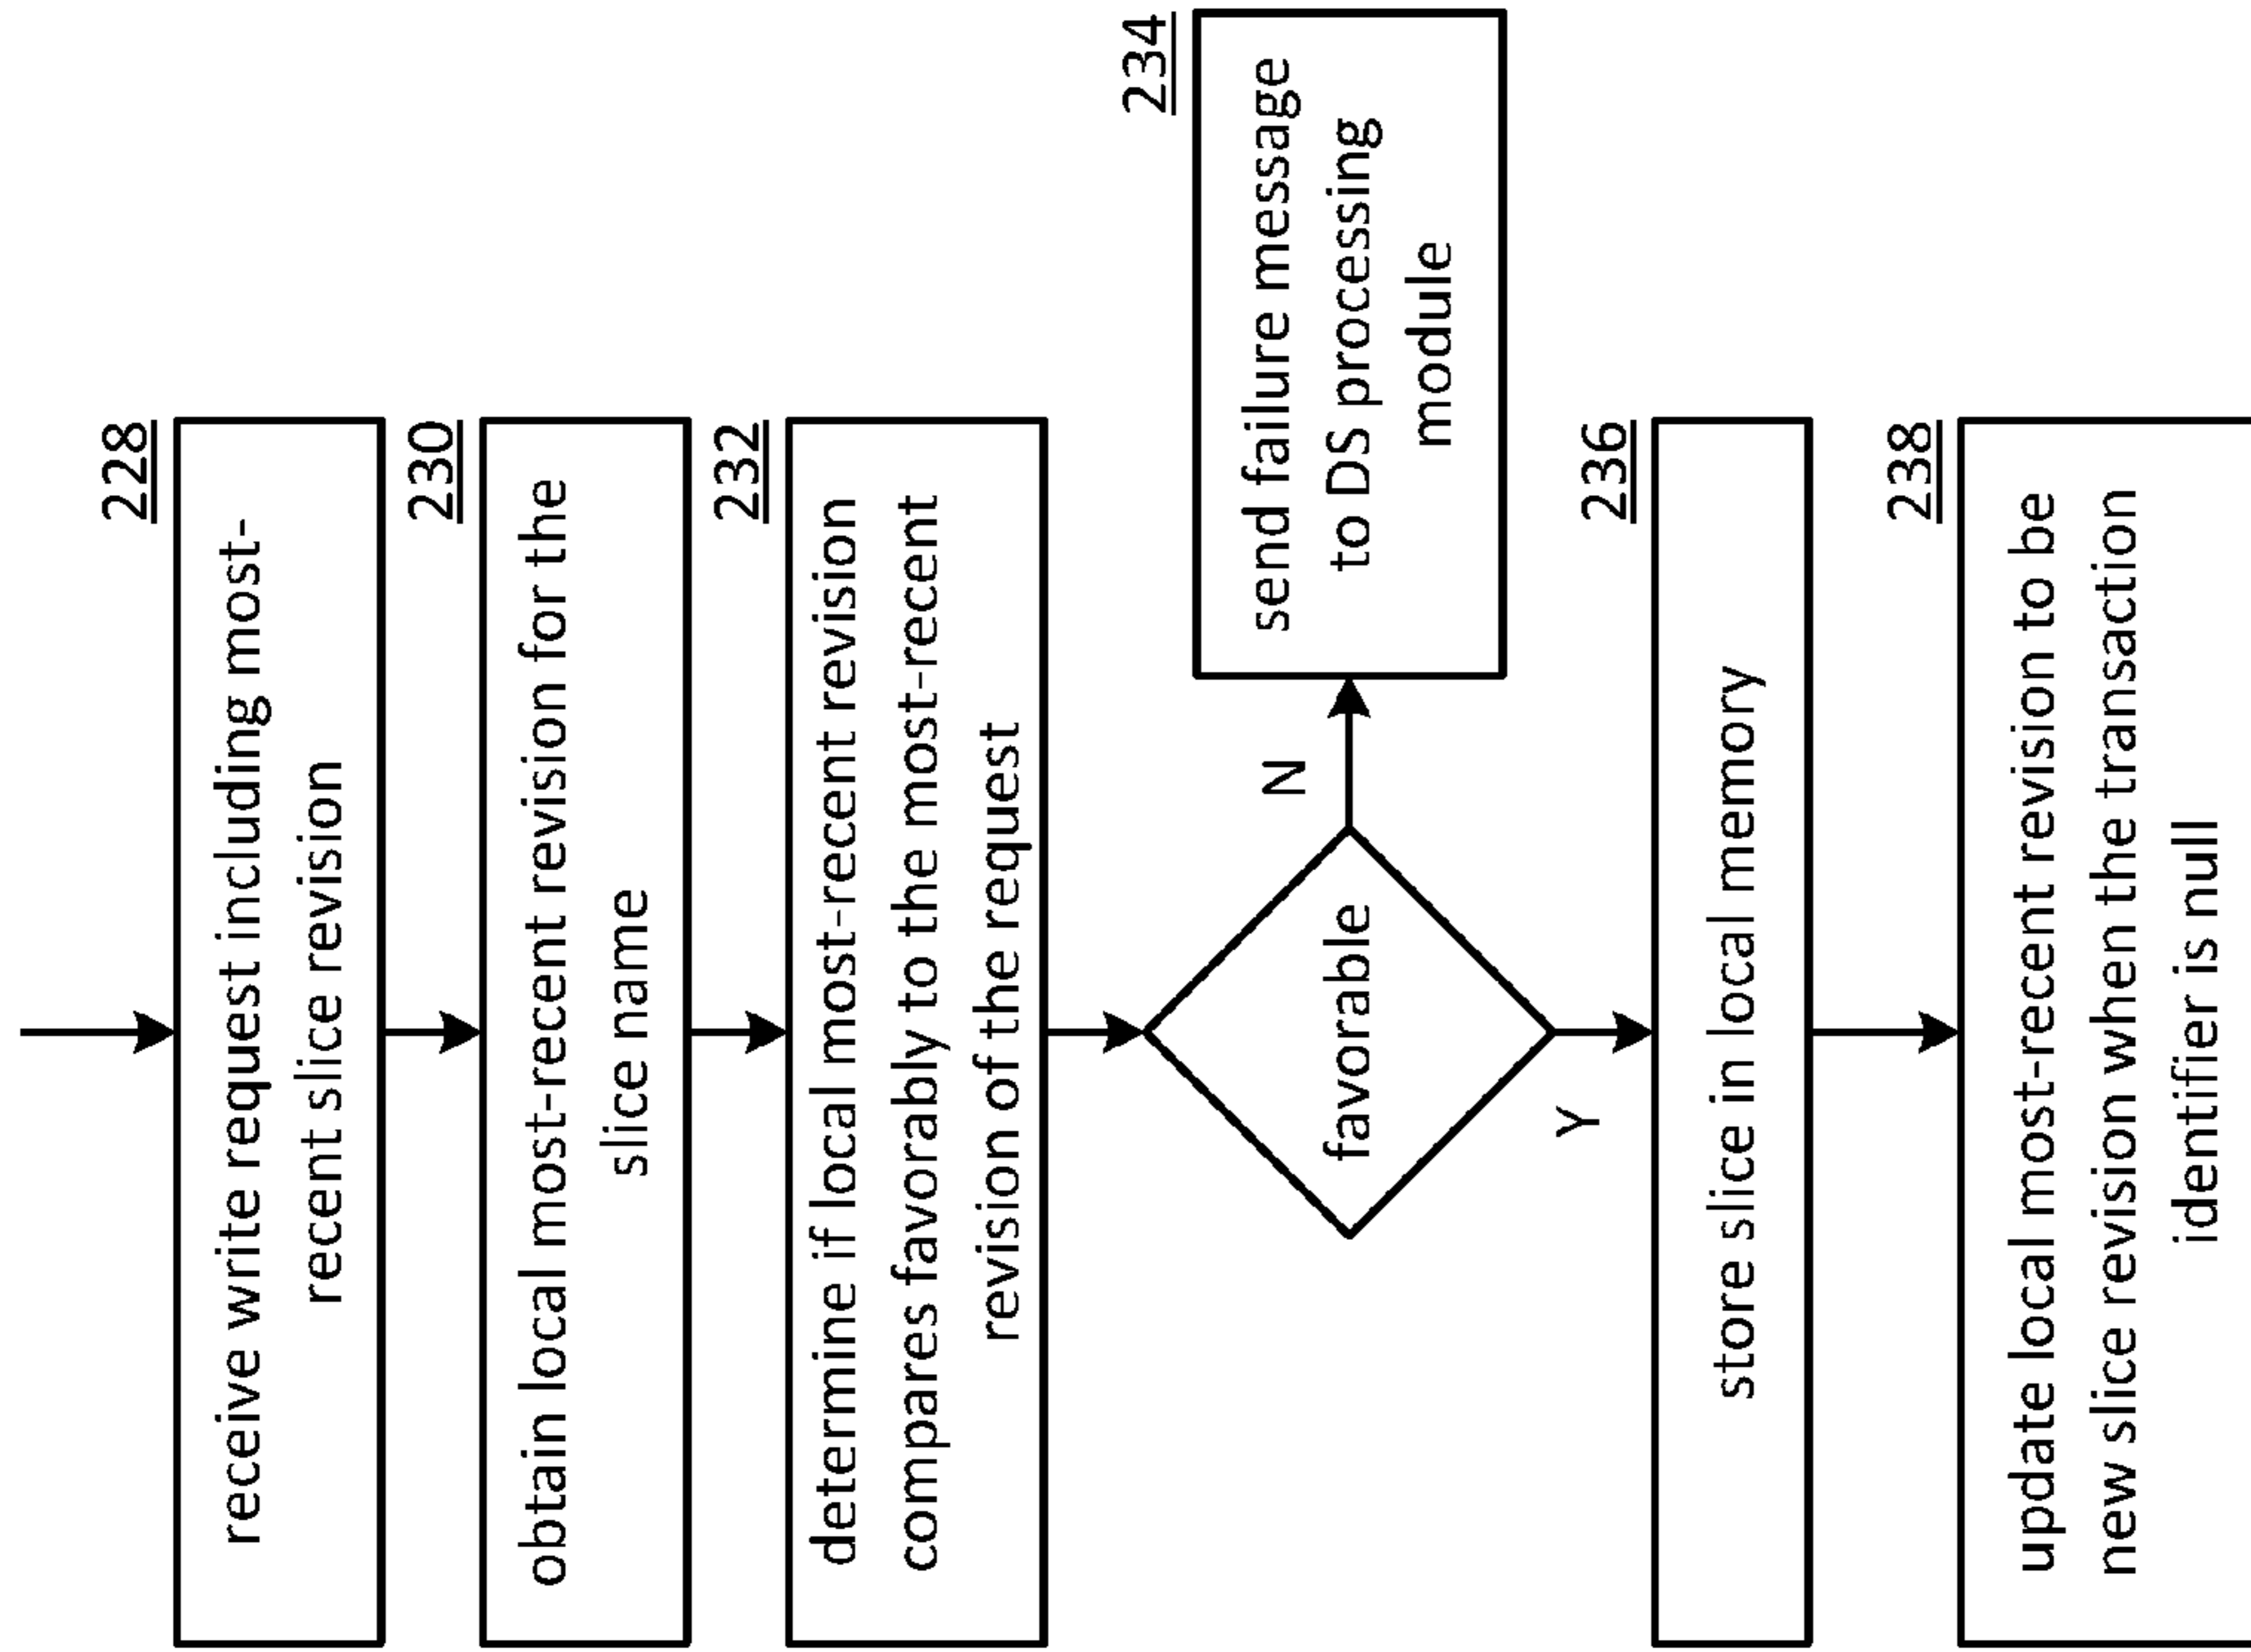 228
receive write request including most-
recent slice revision
230
obtain local most-recent revision for the
slice name
232
determine if local most-recent revision
compares favorably to the most-recent
revision of the request
favorable
N
234
send failure message
to DS processing
module
Y
236
store slice in local memory
238
update local most-recent revision to be
new slice revision when the transaction
identifier is null